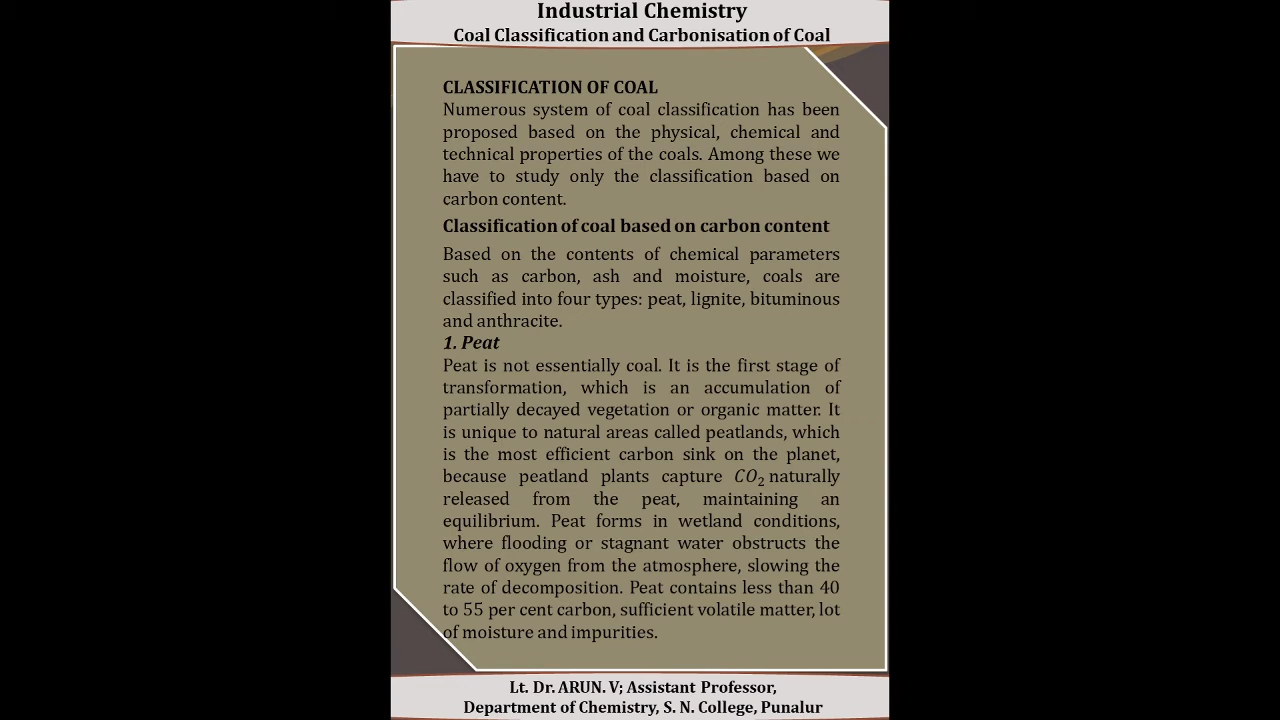 Industrial Chemistry
Coal Classification and Carbonisation of Coal
CLASSIFICATION OF COAL
Numerous system of coal classification has been
proposed based on the physical, chemical and
technical properties of the coals. Among these we
have to study only the classification based on
carbon content.
Classification of coal based on carbon content
Based on the contents of chemical parameters
such as carbon, ash and moisture, coals are
classified into four types: peat, lignite, bituminous
and anthracite.
1. Peat
Peat is not essentially coal. It is the first stage of
transformation, which is an accumulation of
partially decayed vegetation or organic matter. It
is unique to natural areas called peatlands, which
is the most efficient carbon sink on the planet,
because peatland plants capture CO₂ naturally
released from the peat, maintaining an
equilibrium. Peat forms in wetland conditions,
where flooding or stagnant water obstructs the
flow of oxygen from the atmosphere, slowing the
rate of decomposition. Peat contains less than 40
to 55 per cent carbon, sufficient volatile matter, lot
of moisture and impurities.
Lt. Dr. ARUN. V; Assistant Professor,
Department of Chemistry, S. N. College, Punalur